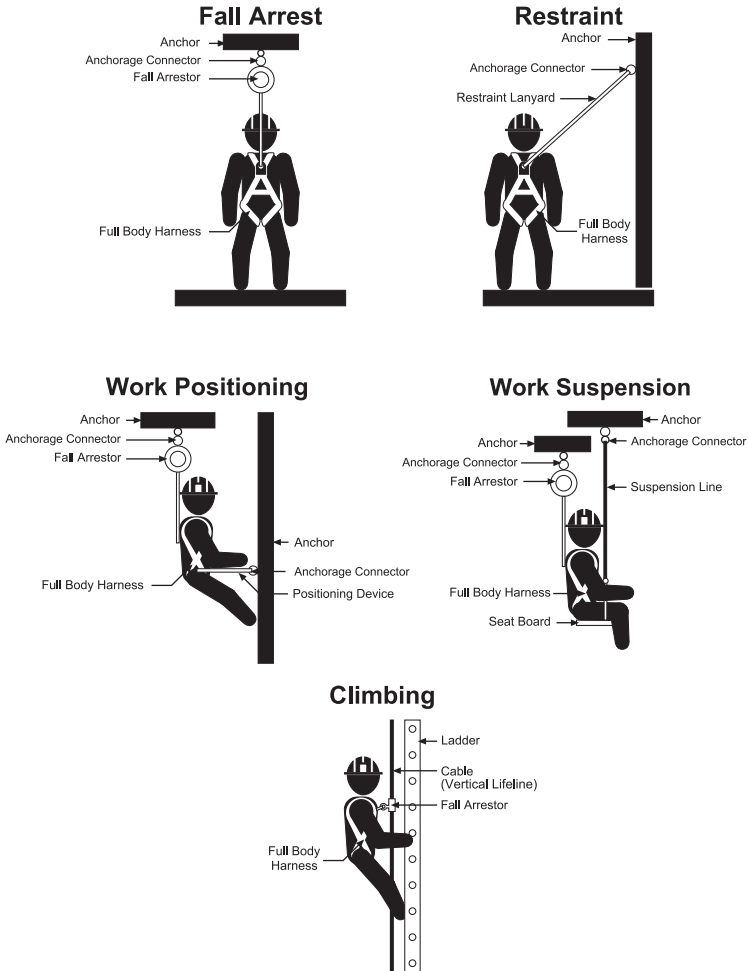 Fall Arrest
Anchor
Anchorage Connector
Fall Arrestor
Full Body Harness
Restraint
Anchor
Anchorage Connector
Restraint Lanyard
Full Body
Harness
Work Positioning
Anchor
Anchorage Connector
Fall Arrestor
Full Body Harness
Anchor
Anchorage Connector
Positioning Device
Work Suspension
Anchor
Anchorage Connector
Anchor
Anchorage Connector
Fall Arrestor
Suspension Line
Full Body Harness
Seat Board
Climbing
Ladder
Cable
(Vertical Lifeline)
Fall Arrestor
Full Body
Harness